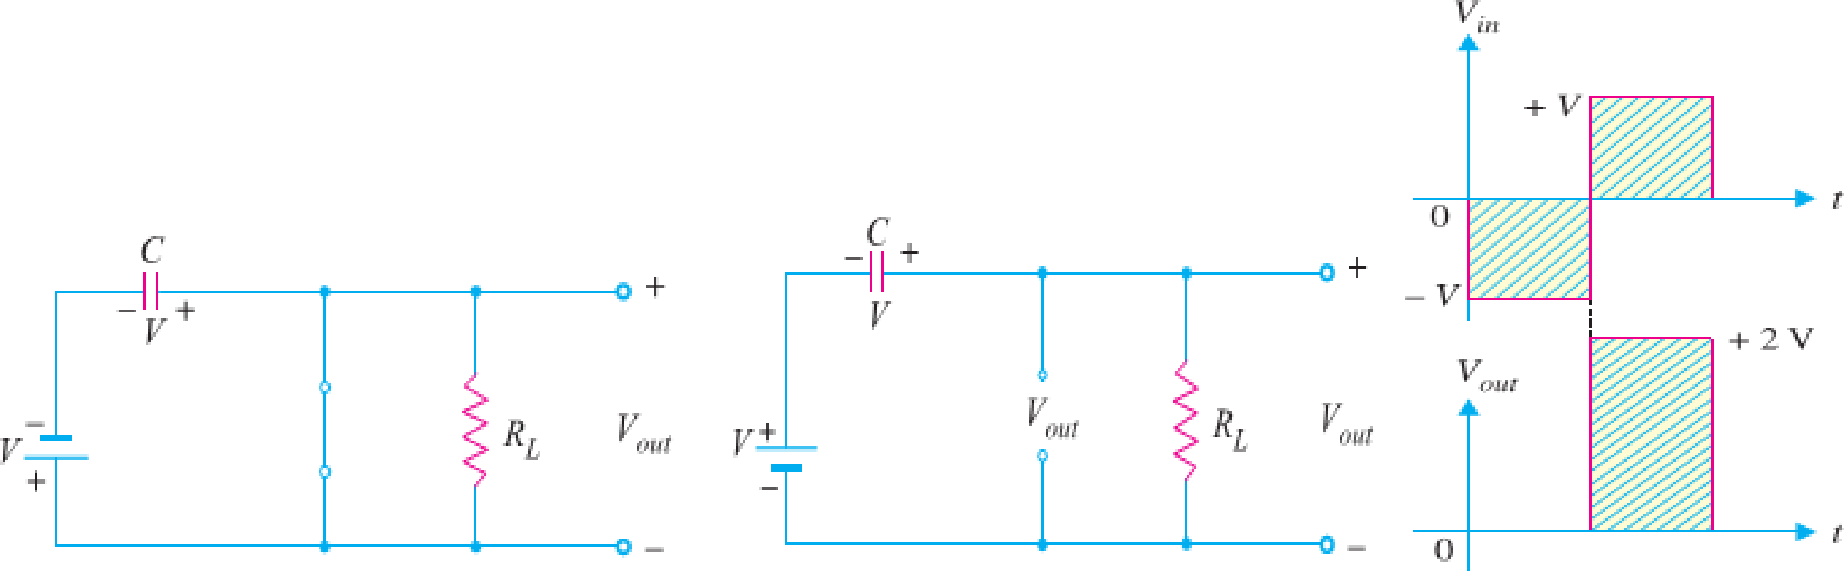 C
– V +
–
V
+
R_L
V_out
+
–
– C +
V
V +
–
V_out
R_L
V_out
+
–
V_in
+ V
0
t
– V
V_out
+ 2 V
0
t